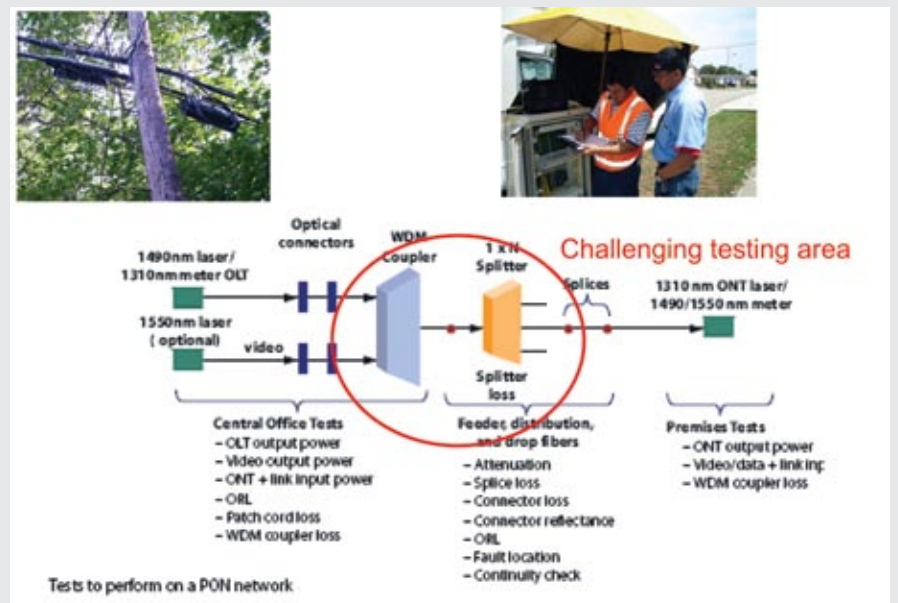 Optical
connectors
WDM
Coupler
1 x N
Splitter
Challenging testing area
1490nm laser/
1310nm meter OLT
Splices
1310 nm ONT laser/
1490/1550 nm meter
1550nm laser
( optional)
video
Splitter
loss
Central Office Tests
– OLT output power
– Video output power
– ONT + link input power
– ORL
– Patch cord loss
– WDM coupler loss
Feeder, distribution,
and drop fibers
– Attenuation
– Splice loss
– Connector loss
– Connector reflectance
– ORL
– Fault location
– Continuity check
Premises Tests
– ONT output power
– Video/data + link inp
– WDM coupler loss
Tests to perform on a PON network